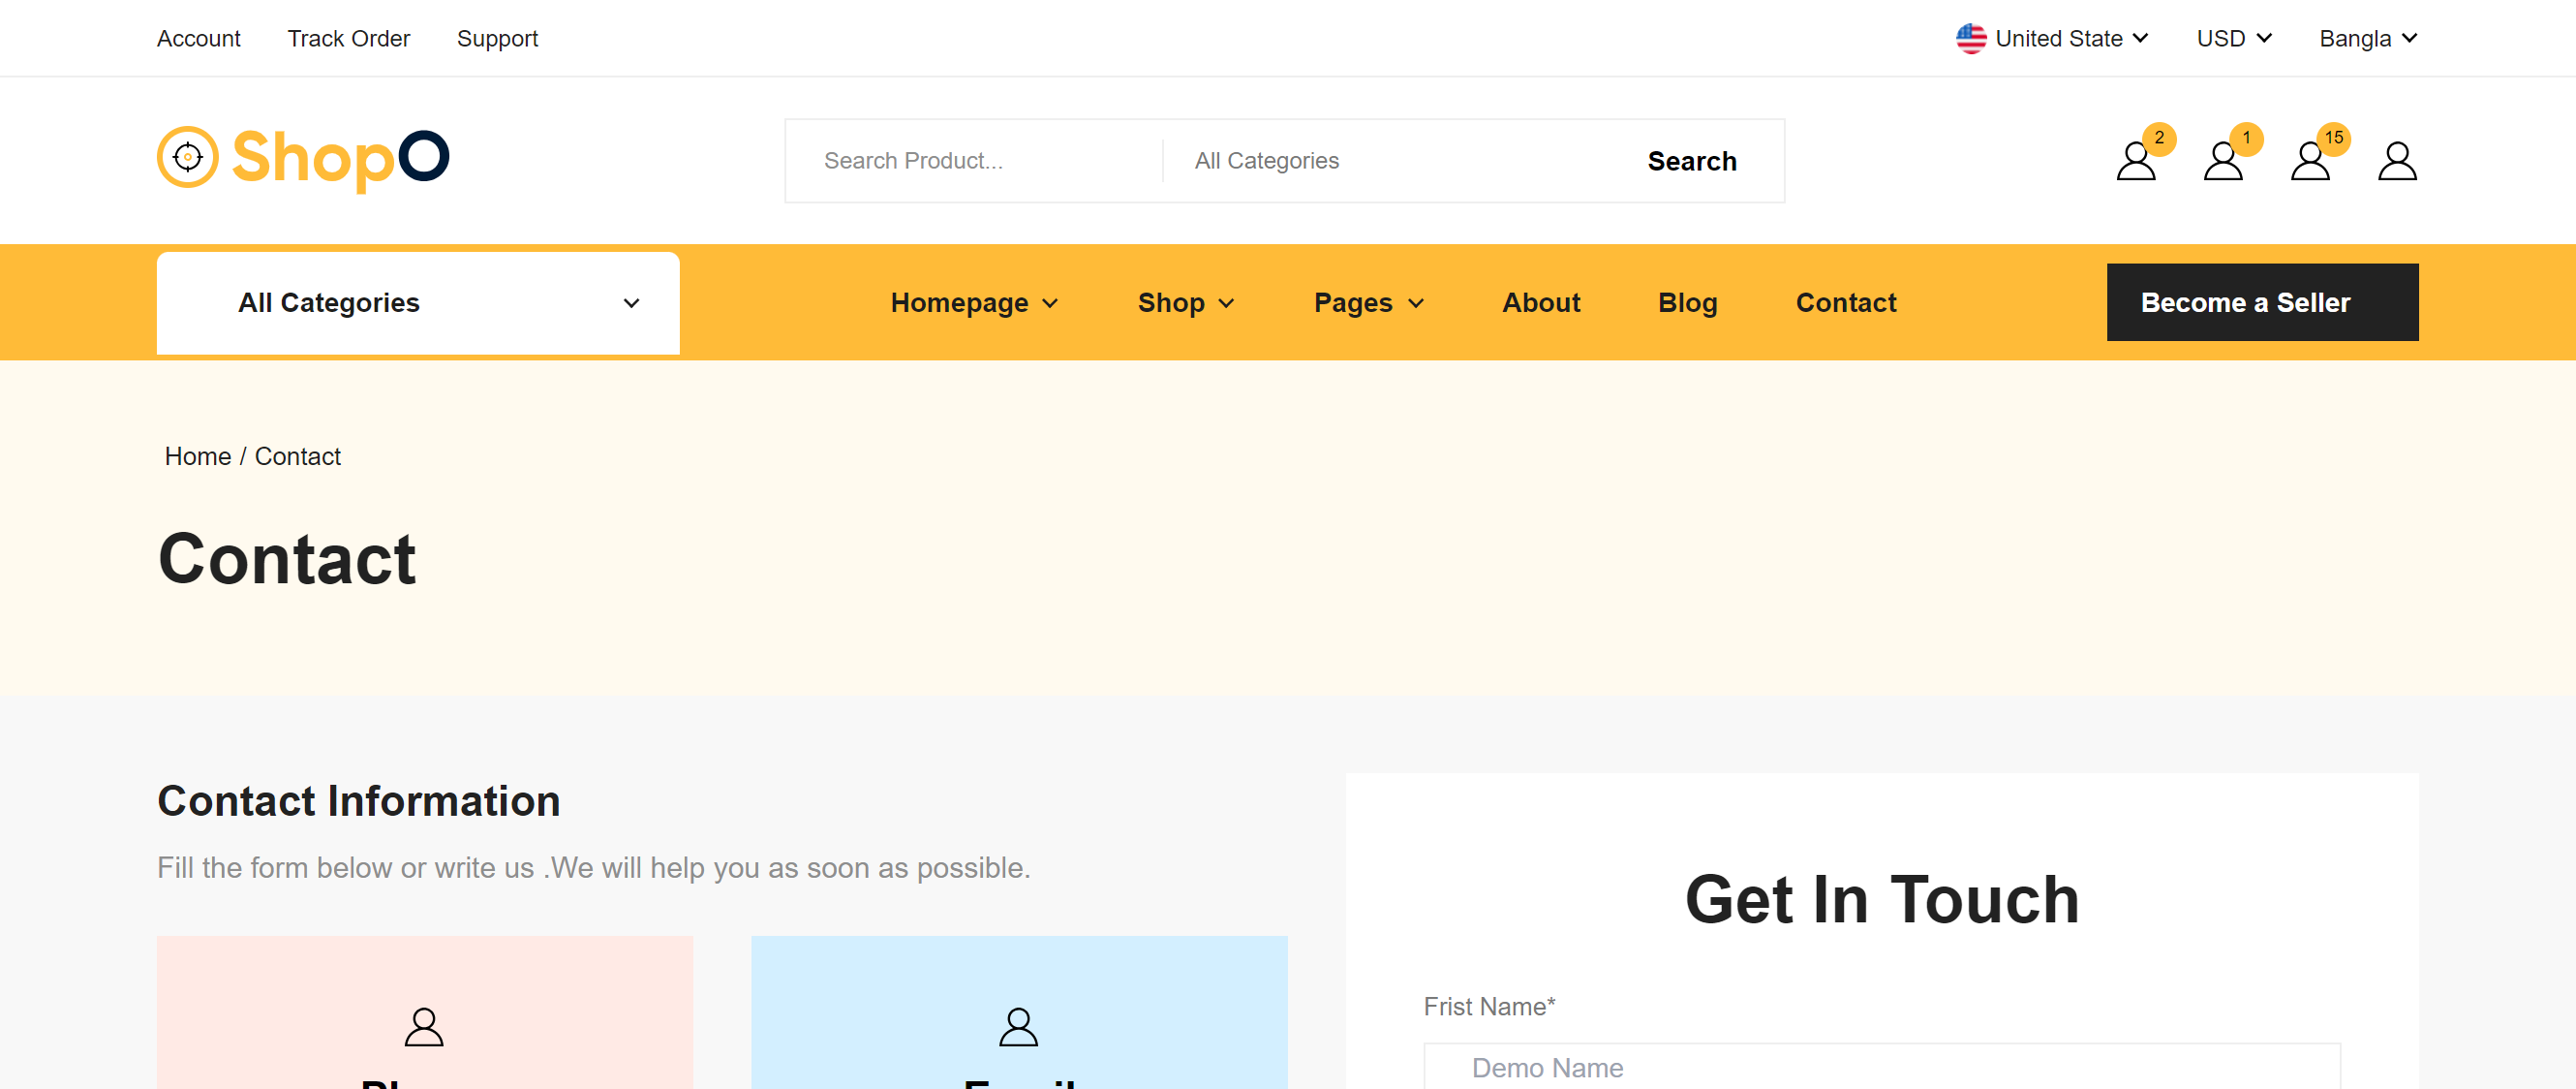 Account Track Order Support United State USD Bangla
ShopO Search Product... All Categories Search 2 1 15
All Categories Homepage Shop Pages About Blog Contact Become a Seller
Home / Contact
Contact
Contact Information
Fill the form below or write us .We will help you as soon as possible.
Get In Touch
Frist Name*
Demo Name